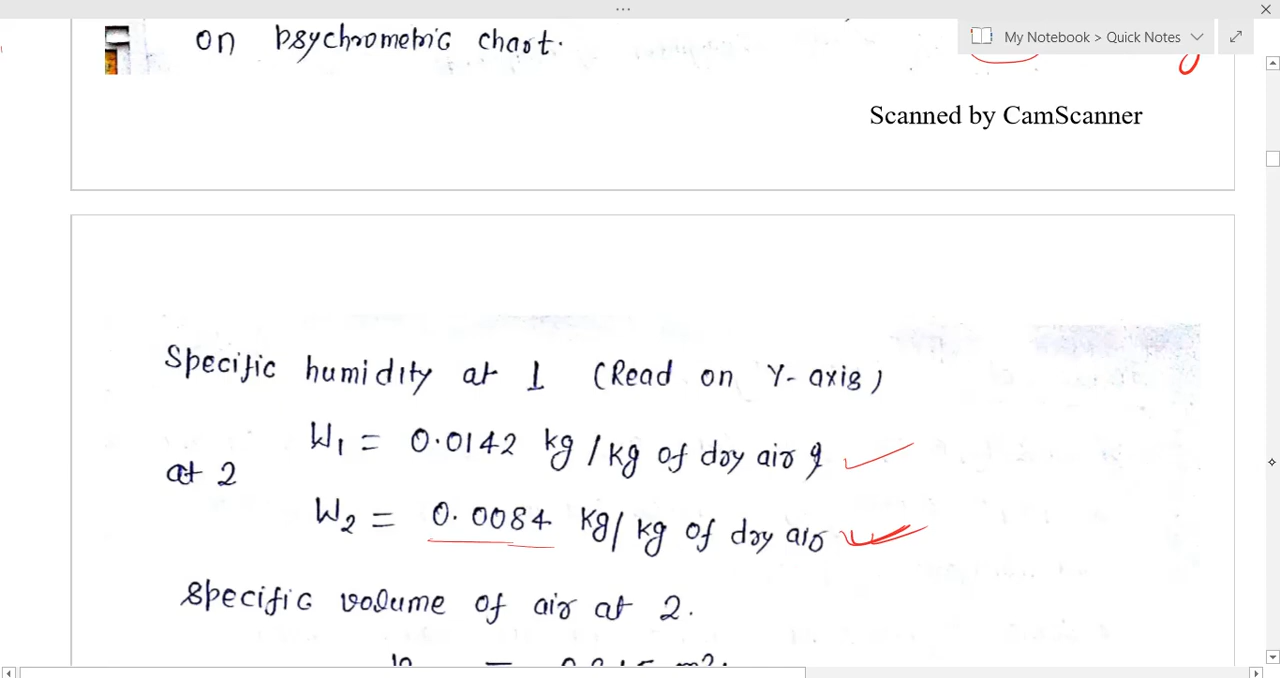 My Notebook > Quick Notes
on psychrometric chart.
Scanned by CamScanner
Specific humidity at 1 (Read on Y-axis)
W1 = 0.0142 kg/kg of dry air &
at 2
W2 = 0.0084 kg/kg of dry air
Specific volume of air at 2.